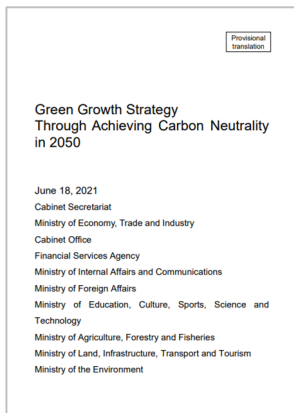 Provisional
translation
Green Growth Strategy
Through Achieving Carbon Neutrality
in 2050
June 18, 2021
Cabinet Secretariat
Ministry of Economy, Trade and Industry
Cabinet Office
Financial Services Agency
Ministry of Internal Affairs and Communications
Ministry of Foreign Affairs
Ministry of Education, Culture, Sports, Science and
Technology
Ministry of Agriculture, Forestry and Fisheries
Ministry of Land, Infrastructure, Transport and Tourism
Ministry of the Environment